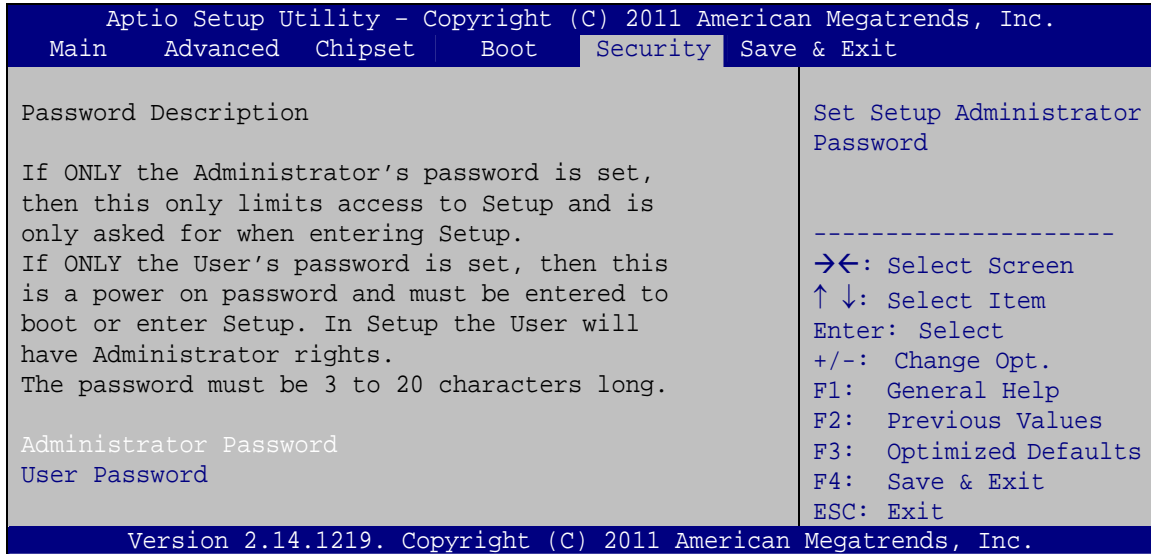 Aptio Setup Utility – Copyright (C) 2011 American Megatrends, Inc.
Main Advanced Chipset Boot Security Save & Exit
Password Description
If ONLY the Administrator’s password is set,
then this only limits access to Setup and is
only asked for when entering Setup.
If ONLY the User’s password is set, then this
is a power on password and must be entered to
boot or enter Setup. In Setup the User will
have Administrator rights.
The password must be 3 to 20 characters long.
Administrator Password
User Password
Set Setup Administrator
Password
---------------------
→←: Select Screen
↑ ↓: Select Item
Enter: Select
+/-: Change Opt.
F1: General Help
F2: Previous Values
F3: Optimized Defaults
F4: Save & Exit
ESC: Exit
Version 2.14.1219. Copyright (C) 2011 American Megatrends, Inc.